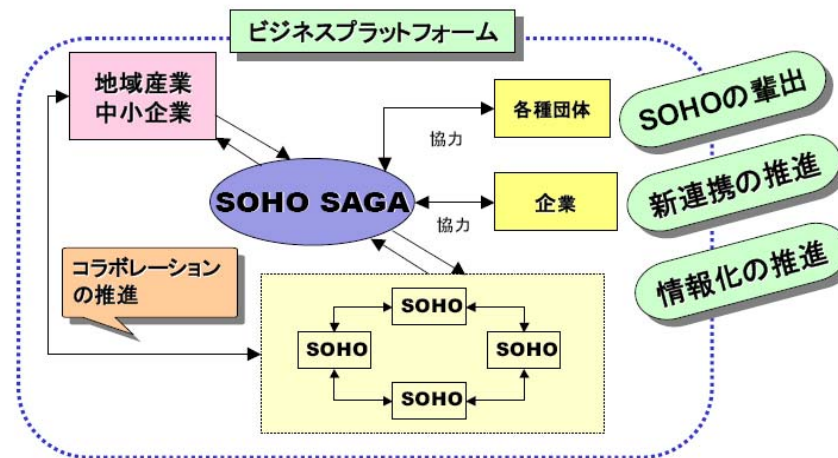 ビジネスプラットフォーム
地域産業
中小企業
各種団体
協力
SOHO SAGA
企業
協力
コラボレーション
の推進
SOHO
SOHO
SOHO
SOHO
SOHOの輩出
新連携の推進
情報化の推進